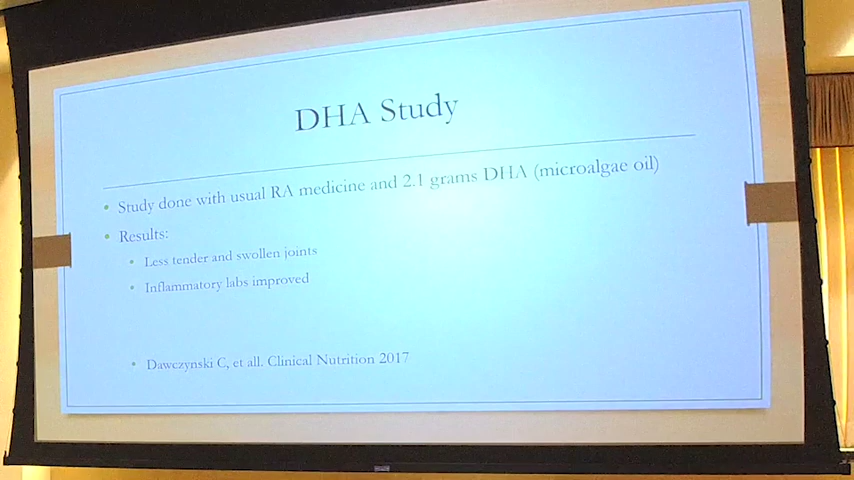 DHA Study
• Study done with usual RA medicine and 2.1 grams DHA (microalgae oil)
• Results:
• Less tender and swollen joints
• Inflammatory labs improved
• Dawczynski C, et all. Clinical Nutrition 2017